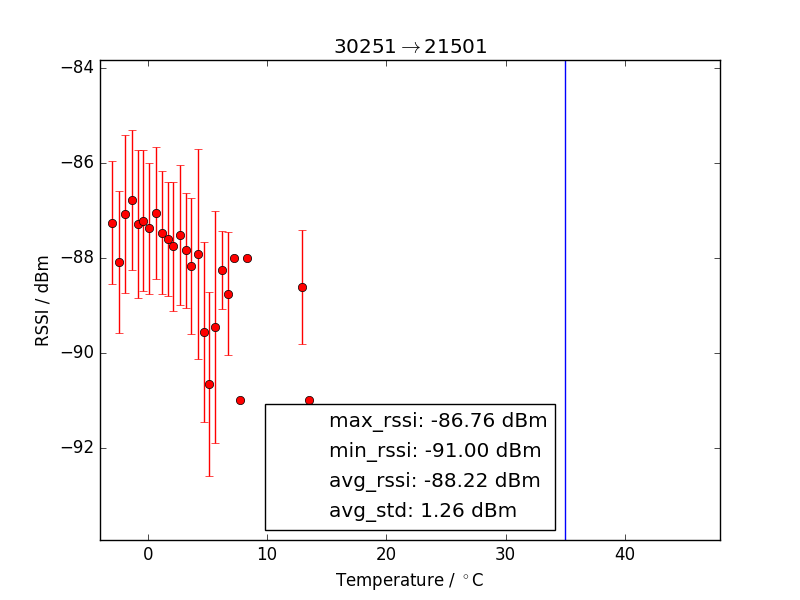 30251→21501
−84
−86
−88
−90
−92
RSSI / dBm
max_rssi: -86.76 dBm
min_rssi: -91.00 dBm
avg_rssi: -88.22 dBm
avg_std: 1.26 dBm
0 10 20 30 40
Temperature / °C